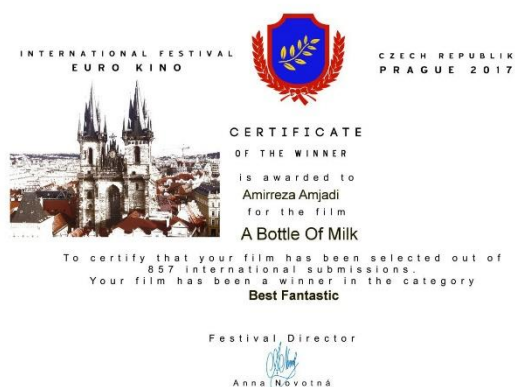 INTERNATIONAL FESTIVAL
EURO KINO
CZECH REPUBLIK
PRAGUE 2017
CERTIFICATE
OF THE WINNER
is awarded to
Amirreza Amjadi
for the film
A Bottle Of Milk
To certify that your film has been selected out of
857 international submissions.
Your film has been a winner in the category
Best Fantastic
Festival Director
Anna Novotná